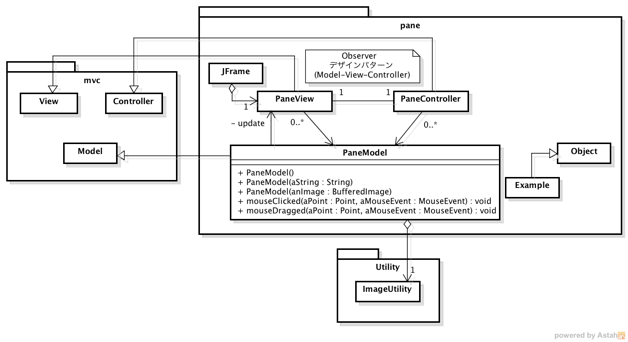 pane
Observer
デザインパターン
(Model-View-Controller)
JFrame
mvc
View
Controller
1
PaneView
1
1
PaneController
- update
0..*
0..*
Model
PaneModel
Object
+ PaneModel()
+ PaneModel(aString : String)
+ PaneModel(anImage : BufferedImage)
+ mouseClicked(aPoint : Point, aMouseEvent : MouseEvent) : void
+ mouseDragged(aPoint : Point, aMouseEvent : MouseEvent) : void
Example
Utility
1
ImageUtility
powered by Astah